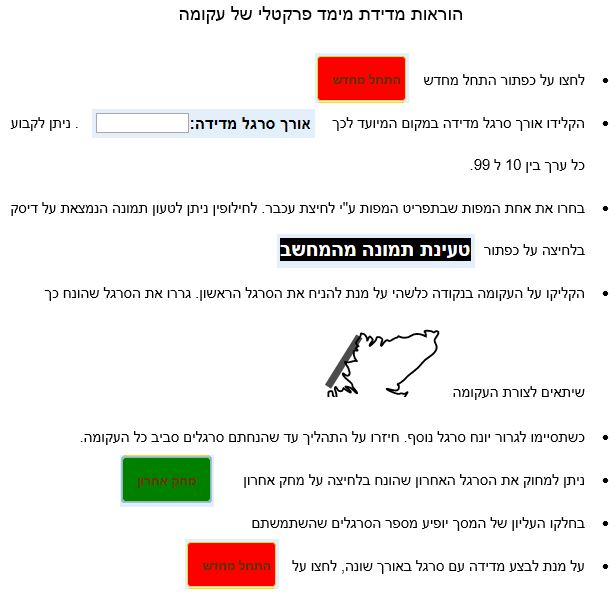 הוראות מדידת מימד פרקטלי של עקומה
לחצו על כפתור התחל מחדש התחל מחדש
הקלידו אורך סרגל מדידה במקום המיועד לכך אורך סרגל מדידה: . ניתן לקבוע
כל ערך בין 10 ל 99.
בחרו את אחת המפות שבתפריט המפות ע"י לחיצת עכבר. לחילופין ניתן לטעון תמונה הנמצאת על דיסק
בלחיצה על כפתור טעינת תמונה מהמחשב
הקליקו על העקומה בנקודה כלשהי על מנת להניח את הסרגל הראשון. גררו את הסרגל שהונח כך
שיתאים לצורת העקומה
כשתסיימו לגרור יונח סרגל נוסף. חיזרו על התהליך עד שהנחתם סרגלים סביב כל העקומה.
ניתן למחוק את הסרגל האחרון שהונח בלחיצה על מחק אחרון מחק אחרון
בחלקו העליון של המסך יופיע מספר הסרגלים שהשתמשתם
על מנת לבצע מדידה עם סרגל באורך שונה, לחצו על התחל מחדש